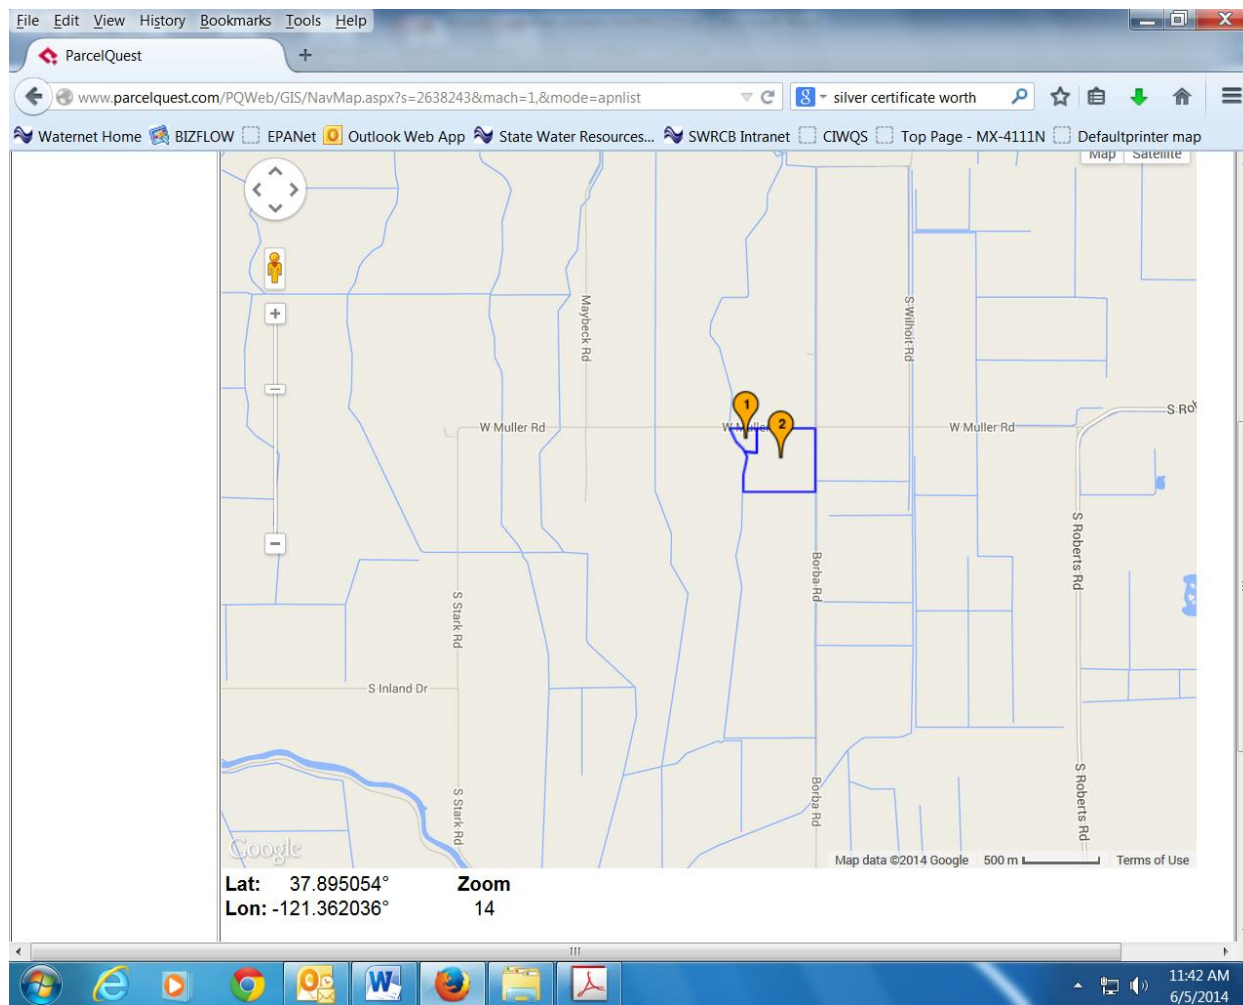 File Edit View History Bookmarks Tools Help
ParcelQuest
www.parcelquest.com/PQWeb/GIS/NavMap.aspx?s=2638243&mach=1,&mode=apnlist
silver certificate worth
Waternet Home BIZFLOW EPANet Outlook Web App State Water Resources... SWRCB Intranet CIWQS Top Page - MX-4111N Defaultprinter map
Map Satellite
Maybeck Rd
S Wilhoit Rd
1
2
S Ro
W Muller Rd
W Muller
W Muller Rd
S Roberts Rd
Borba Rd
S Stark Rd
S Inland Dr
S Stark Rd
Borba Rd
S Roberts Rd
Google
Map data ©2014 Google 500 m Terms of Use
Lat: 37.895054° Zoom
Lon: -121.362036° 14
11:42 AM
6/5/2014